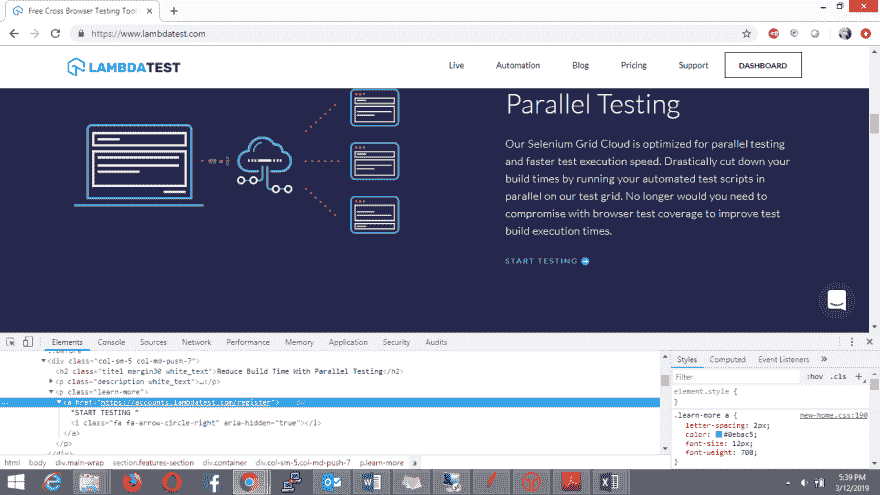 Free Cross Browser Testing Tool
https://www.lambdatest.com
LAMBDATEST
Live Automation Blog Pricing Support DASHBOARD
Parallel Testing
Our Selenium Grid Cloud is optimized for parallel testing
and faster test execution speed. Drastically cut down your
build times by running your automated test scripts in
parallel on our test grid. No longer would you need to
compromise with browser test coverage to improve test
build execution times.
START TESTING
Elements Console Sources Network Performance Memory Application Security Audits
<div class="col-sm-5 col-md-push-7">
<h2 class="titel margin30 white_text">Reduce Build Time With Parallel Testing</h2>
<p class="description white_text">…</p>
<p class="learn-more">
<a href="https://accounts.lambdatest.com/register">
"START TESTING "
<i class="fa fa-arrow-circle-right" aria-hidden="true"></i>
</a>
</p>
</div>
html body div.main-wrap section.features-section div.container div.col-sm-5.col-md-push-7 p.learn-more a
Styles Computed Event Listeners »
Filter :hov .cls +
element.style {
}
.learn-more a { new-home.css:190
letter-spacing: 2px;
color: #0ebac5;
font-size: 12px;
font-weight: 700;
}
5:39 PM
3/12/2019